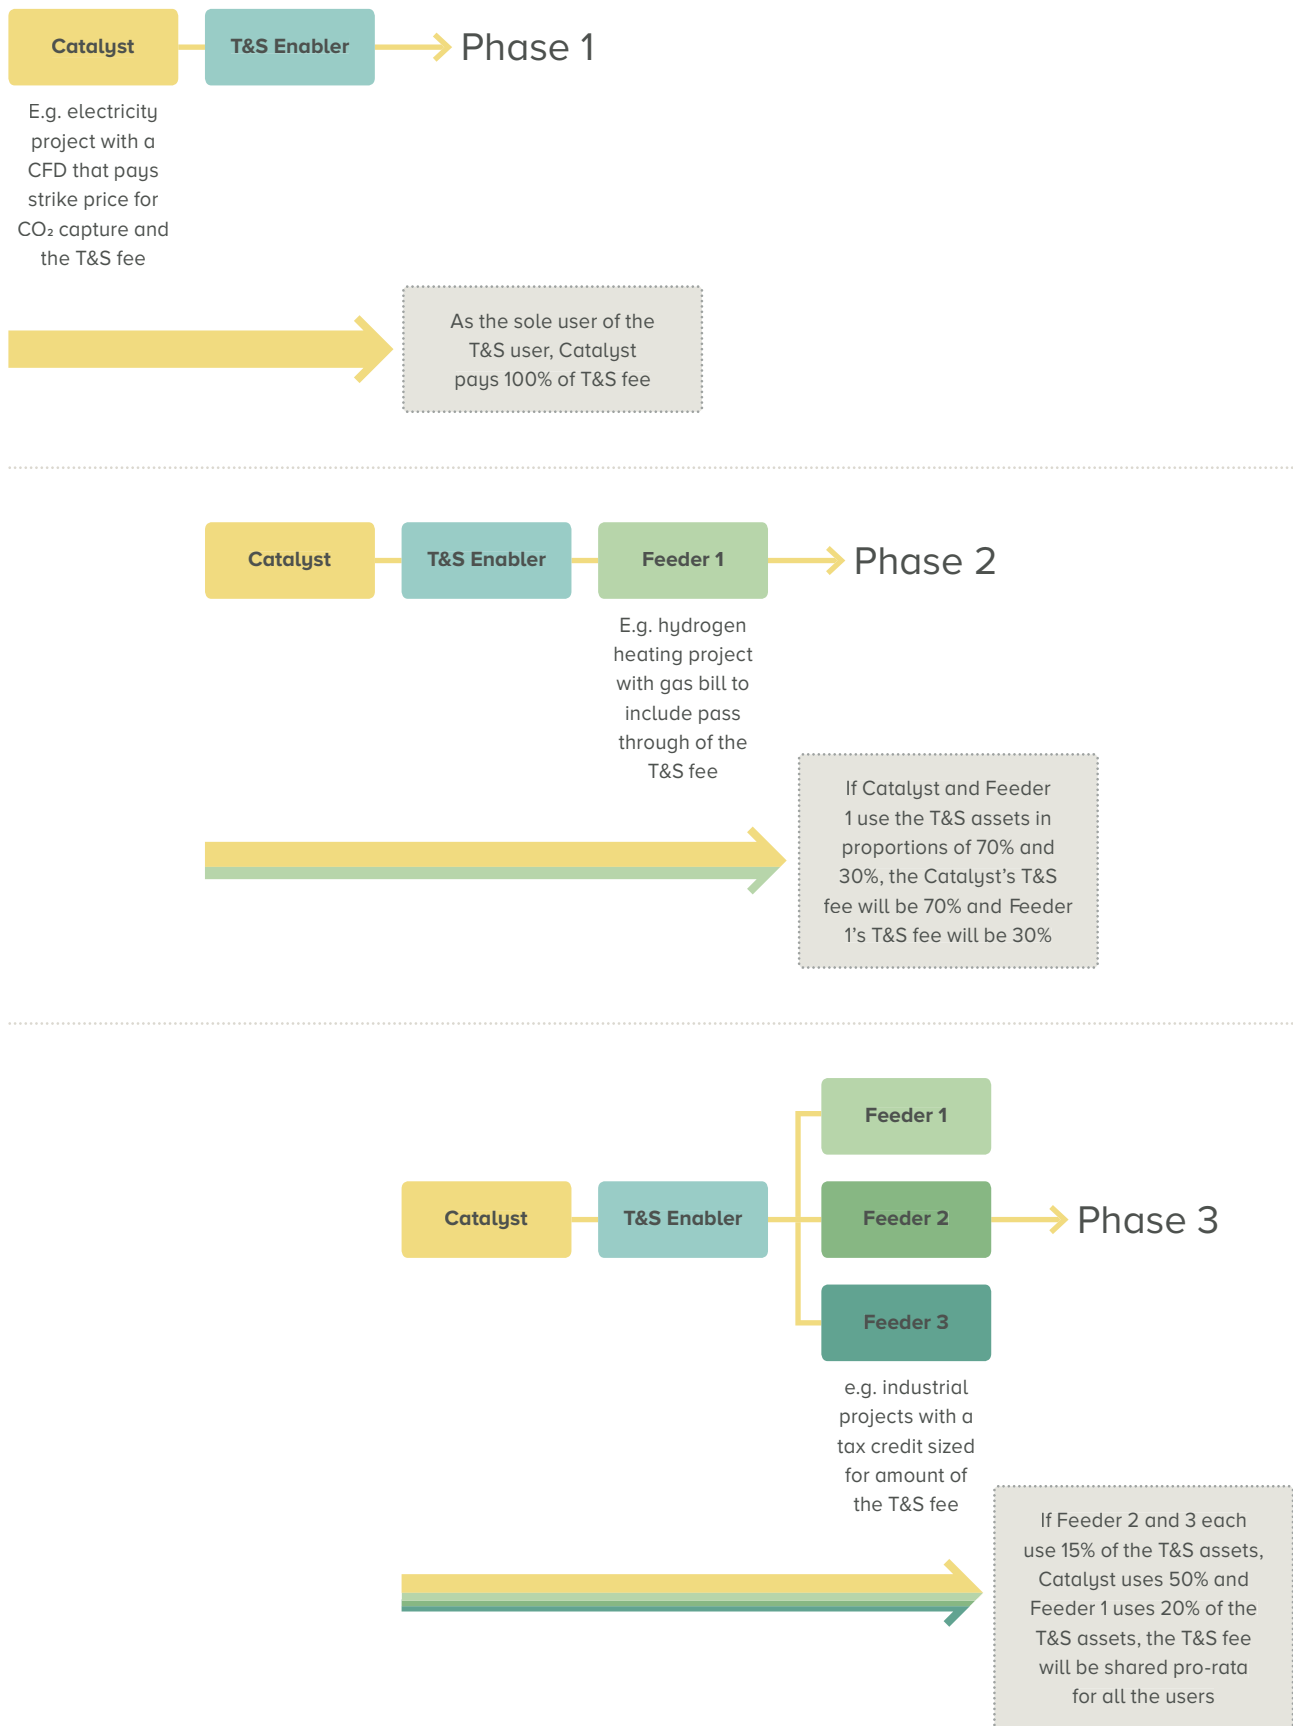 Catalyst
T&S Enabler
Phase 1
E.g. electricity
project with a
CFD that pays
strike price for
CO₂ capture and
the T&S fee
As the sole user of the
T&S user, Catalyst
pays 100% of T&S fee
Catalyst
T&S Enabler
Feeder 1
Phase 2
E.g. hydrogen
heating project
with gas bill to
include pass
through of the
T&S fee
If Catalyst and Feeder
1 use the T&S assets in
proportions of 70% and
30%, the Catalyst’s T&S
fee will be 70% and Feeder
1’s T&S fee will be 30%
Feeder 1
Catalyst
T&S Enabler
Feeder 2
Phase 3
Feeder 3
e.g. industrial
projects with a
tax credit sized
for amount of
the T&S fee
If Feeder 2 and 3 each
use 15% of the T&S assets,
Catalyst uses 50% and
Feeder 1 uses 20% of the
T&S assets, the T&S fee
will be shared pro-rata
for all the users